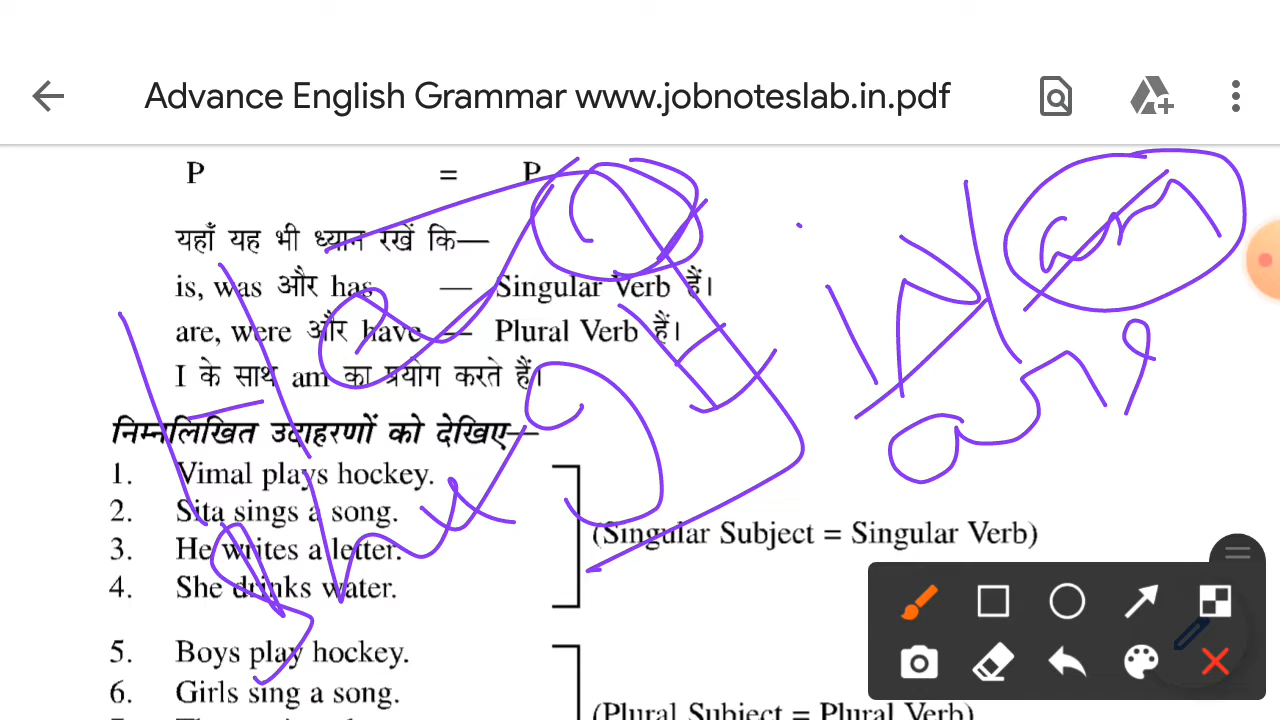 Advance English Grammar www.jobnoteslab.in.pdf
P = P
यहाँ यह भी ध्यान रखें कि—
is, was और has — Singular Verb हैं।
are, were और have — Plural Verb हैं।
I के साथ am का प्रयोग करते हैं।
निम्नलिखित उदाहरणों को देखिए—
1. Vimal plays hockey.
2. Sita sings a song.
3. He writes a letter.
4. She drinks water.
(Singular Subject = Singular Verb)
5. Boys play hockey.
6. Girls sing a song.
(Plural Subject = Plural Verb)